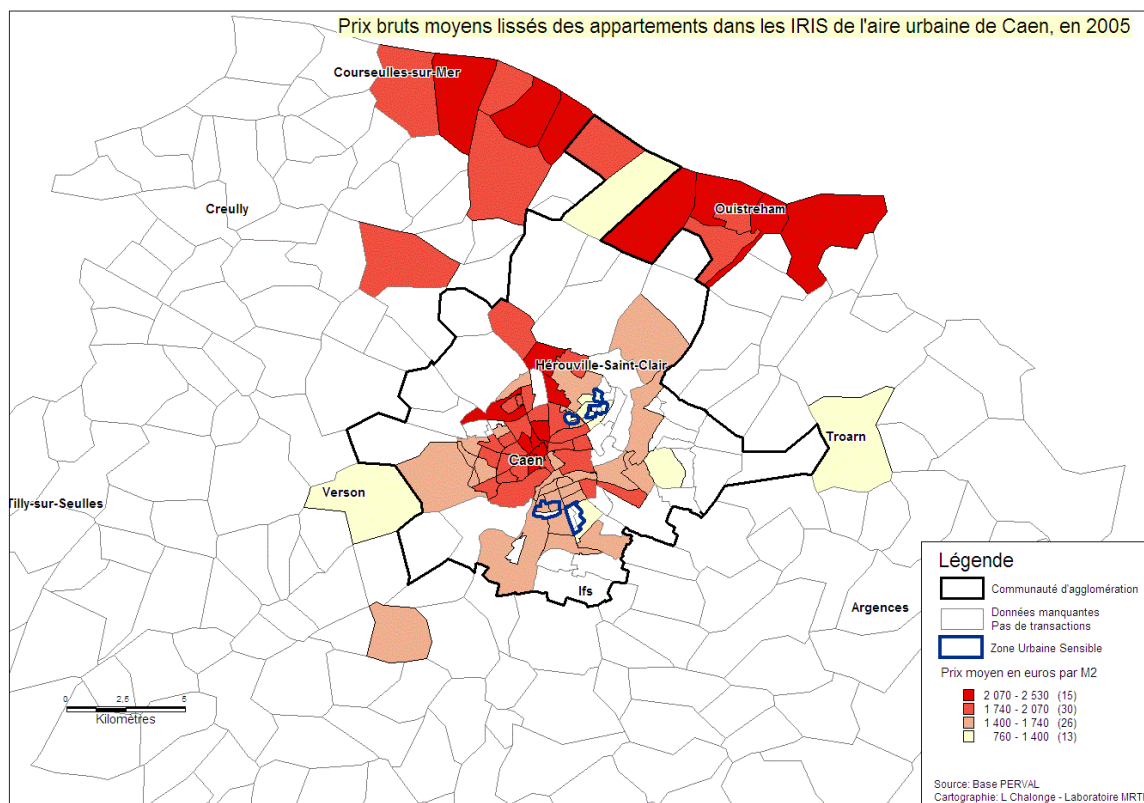 Prix bruts moyens lissés des appartements dans les IRIS de l'aire urbaine de Caen, en 2005
Courseulles-sur-Mer
Creully
Ouistreham
Hérouville-Saint-Clair
Troarn
Caen
Verson
Tilly-sur-Seulles
Ifs
Argences
0 2,5 5
Kilomètres
Légende
Communauté d'agglomération
Données manquantes
Pas de transactions
Zone Urbaine Sensible
Prix moyen en euros par M2
2 070 - 2 530 (15)
1 740 - 2 070 (30)
1 400 - 1 740 (26)
760 - 1 400 (13)
Source: Base PERVAL
Cartographie: L Chalonge - Laboratoire MRT